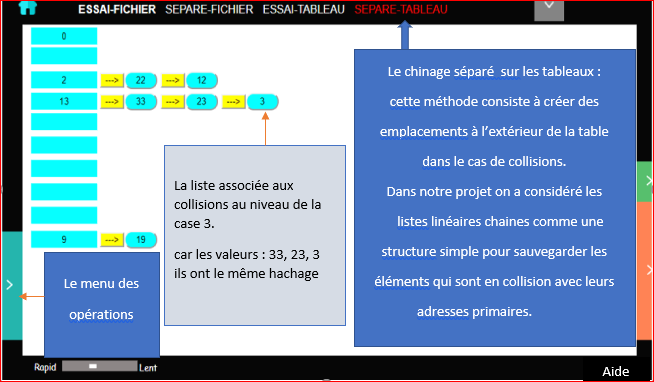 ESSAI-FICHIER SEPARE-FICHIER ESSAI-TABLEAU SEPARE-TABLEAU
0
2 ---> 22 ---> 12
13 ---> 33 ---> 23 ---> 3
9 ---> 19
Le chinage séparé sur les tableaux :
cette méthode consiste à créer des
emplacements à l'extérieur de la table
dans le cas de collisions.
Dans notre projet on a considéré les
listes linéaires chaines comme une
structure simple pour sauvegarder les
éléments qui sont en collision avec leurs
adresses primaires.
La liste associée aux
collisions au niveau de la
case 3.
car les valeurs : 33, 23, 3
ils ont le même hachage
Le menu des
opérations
Rapid Lent
Aide